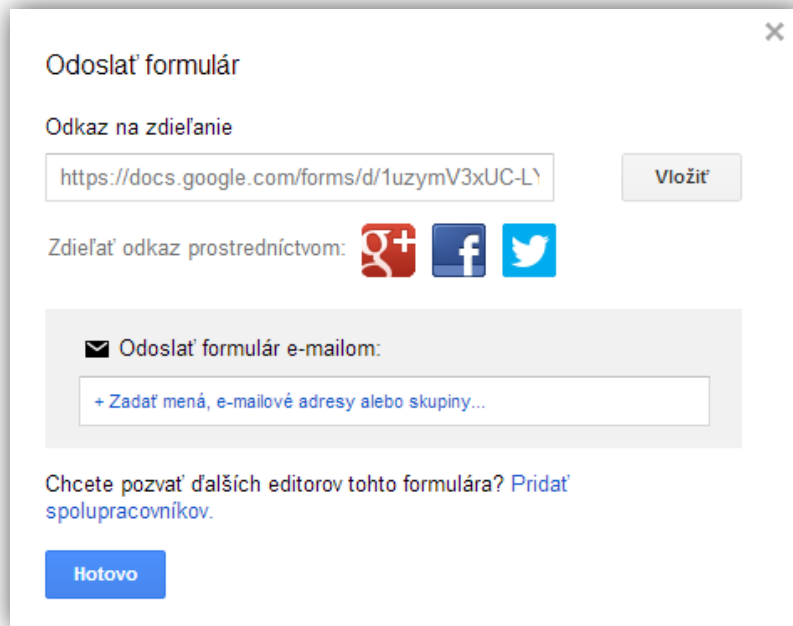 Odoslať formulár
Odkaz na zdieľanie
https://docs.google.com/forms/d/1uzymV3xUC-LY
Vložiť
Zdieľať odkaz prostredníctvom: g+ f
Odoslať formulár e-mailom:
+ Zadať mená, e-mailové adresy alebo skupiny...
Chcete pozvať ďalších editorov tohto formulára? Pridať
spolupracovníkov.
Hotovo